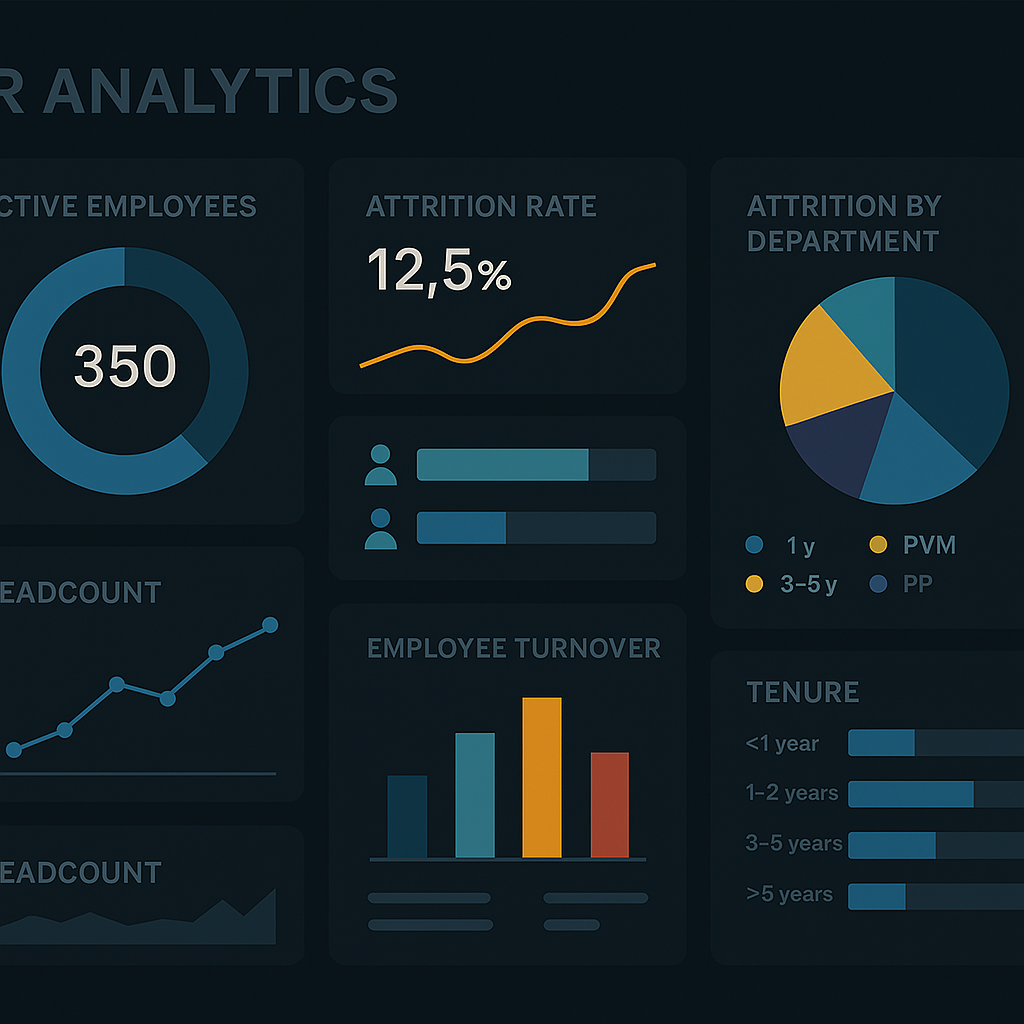 R ANALYTICS
CTIVE EMPLOYEES
350
EADCOUNT
EADCOUNT
ATTRITION RATE
12,5%
EMPLOYEE TURNOVER
ATTRITION BY
DEPARTMENT
1 y
PVM
3–5 y
PP
TENURE
<1 year
1–2 years
3–5 years
>5 years